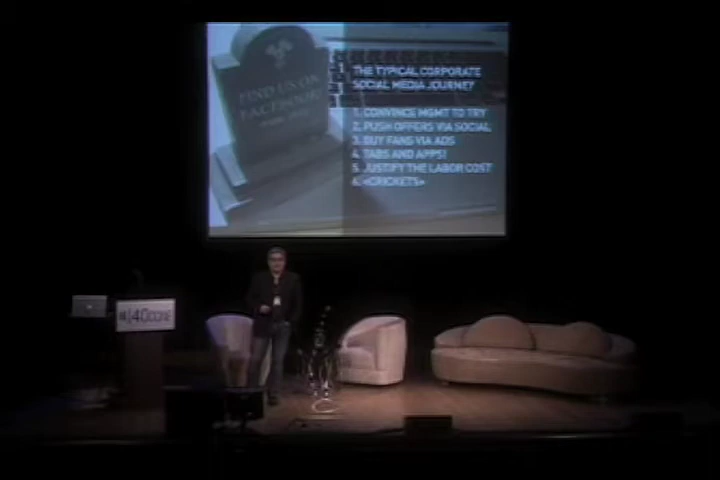 FIND US ON
FACEBOOK!
THE TYPICAL CORPORATE
SOCIAL MEDIA JOURNEY
1. CONVINCE MGMT TO TRY
2. PUSH OFFERS VIA SOCIAL
3. BUY FANS VIA ADS
4. TABS AND APPS!
5. JUSTIFY THE LABOR COST
6. <CRICKETS>
#140CONF